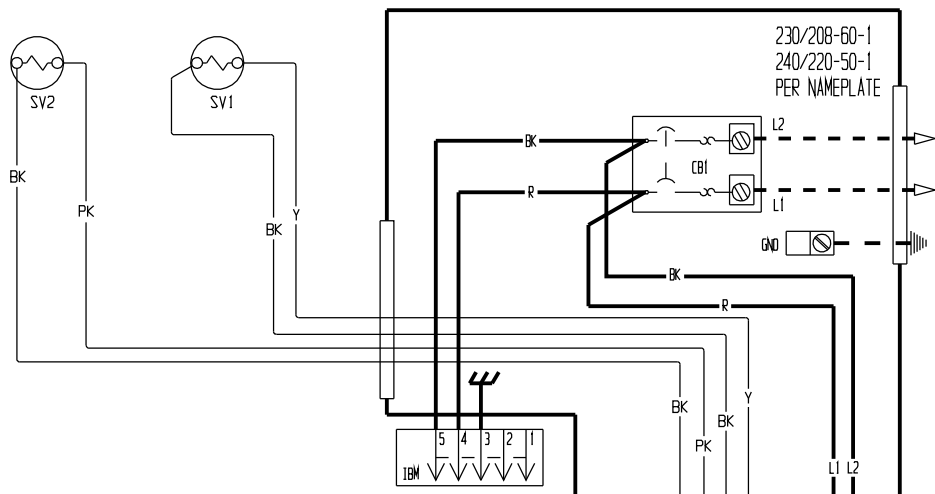 230/208-60-1
240/220-50-1
PER NAMEPLATE
SV2
SV1
L2
BK
CB1
BK
R
PK
L1
Y
BK
GND
BK
R
Y
BK
BK
PK
5 4 3 2 1
IBM
L1 L2